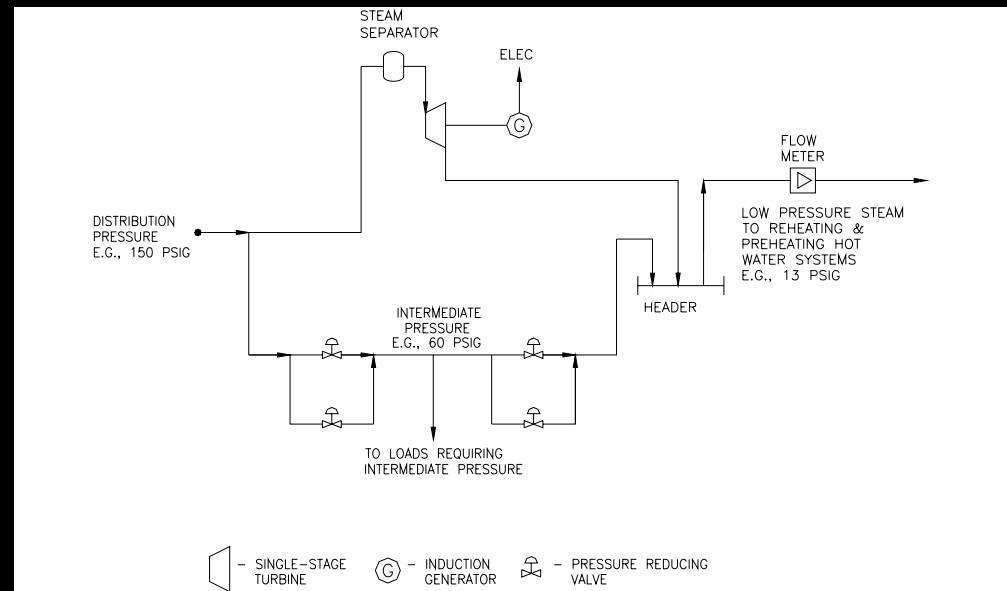 STEAM
SEPARATOR
ELEC
G
FLOW
METER
DISTRIBUTION
PRESSURE
E.G., 150 PSIG
LOW PRESSURE STEAM
TO REHEATING &
PREHEATING HOT
WATER SYSTEMS
E.G., 13 PSIG
HEADER
INTERMEDIATE
PRESSURE
E.G., 60 PSIG
TO LOADS REQUIRING
INTERMEDIATE PRESSURE
- SINGLE-STAGE
TURBINE
G - INDUCTION
GENERATOR
- PRESSURE REDUCING
VALVE